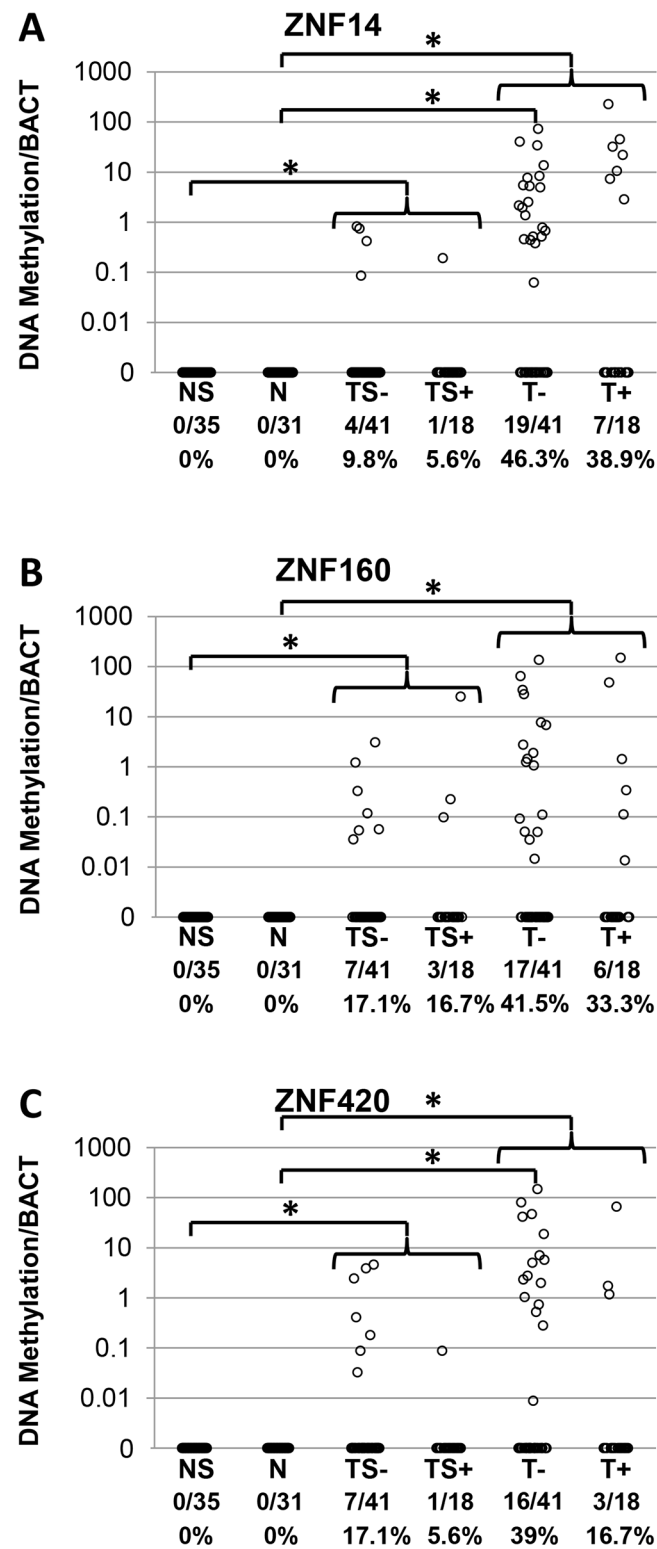 A
ZNF14
*
*
*
DNA Methylation/BACT
1000
100
10
1
0.1
0.01
0
NS N TS- TS+ T- T+
0/35 0/31 4/41 1/18 19/41 7/18
0% 0% 9.8% 5.6% 46.3% 38.9%
B
ZNF160
*
*
DNA Methylation/BACT
1000
100
10
1
0.1
0.01
0
NS N TS- TS+ T- T+
0/35 0/31 7/41 3/18 17/41 6/18
0% 0% 17.1% 16.7% 41.5% 33.3%
C
ZNF420
*
*
*
DNA Methylation/BACT
1000
100
10
1
0.1
0.01
0
NS N TS- TS+ T- T+
0/35 0/31 7/41 1/18 16/41 3/18
0% 0% 17.1% 5.6% 39% 16.7%